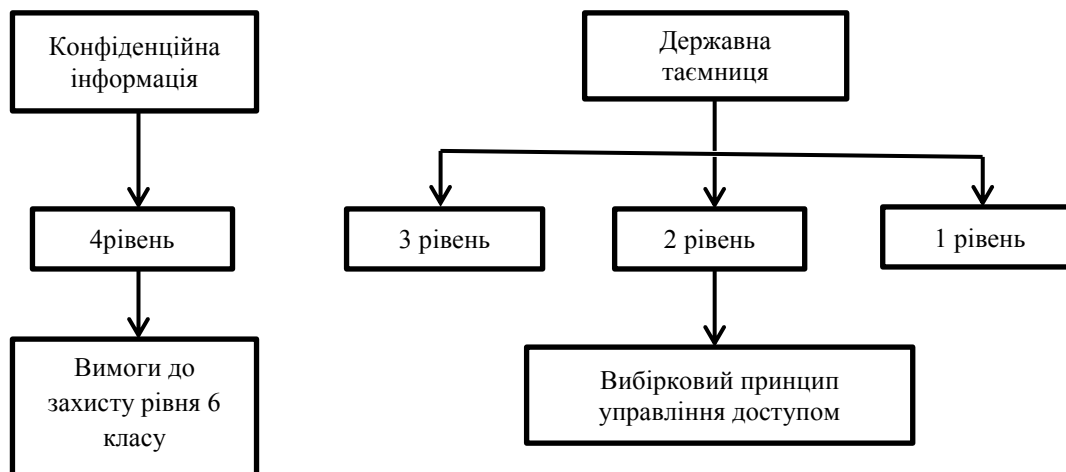 Конфіденційна
інформація
Державна
таємниця
4рівень
3 рівень
2 рівень
1 рівень
Вимоги до
захисту рівня 6
класу
Вибірковий принцип
управління доступом